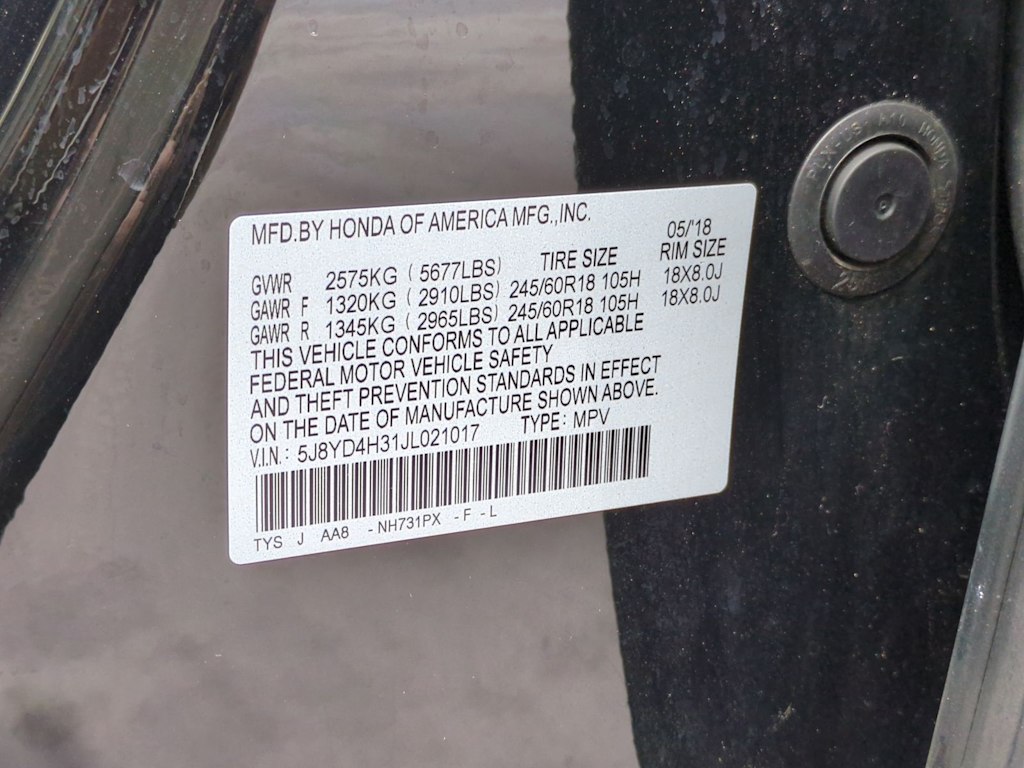 MFD.BY HONDA OF AMERICA MFG.,INC.
05/'18
TIRE SIZE RIM SIZE
GVWR 2575KG ( 5677LBS)
GAWR F 1320KG ( 2910LBS) 245/60R18 105H 18X8.0J
GAWR R 1345KG ( 2965LBS) 245/60R18 105H 18X8.0J
THIS VEHICLE CONFORMS TO ALL APPLICABLE
FEDERAL MOTOR VEHICLE SAFETY
AND THEFT PREVENTION STANDARDS IN EFFECT
ON THE DATE OF MANUFACTURE SHOWN ABOVE.
V.I.N.: 5J8YD4H31JL021017 TYPE: MPV
TYS J AA8 -NH731PX -F -L